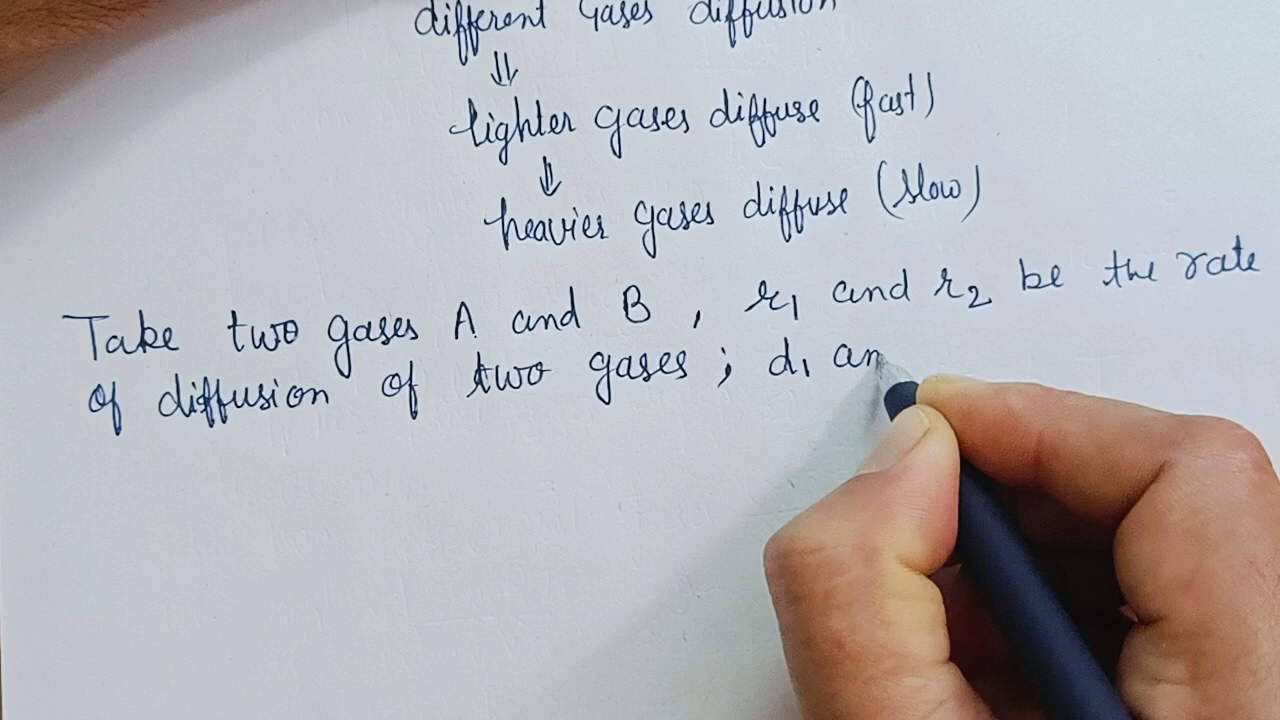 different Gases diffusion
⇓
lighter gases diffuse (fast)
⇓
heavier gases diffuse (slow)
Take two gases A and B , r1 and r2 be the rate
of diffusion of two gases ; d1 an